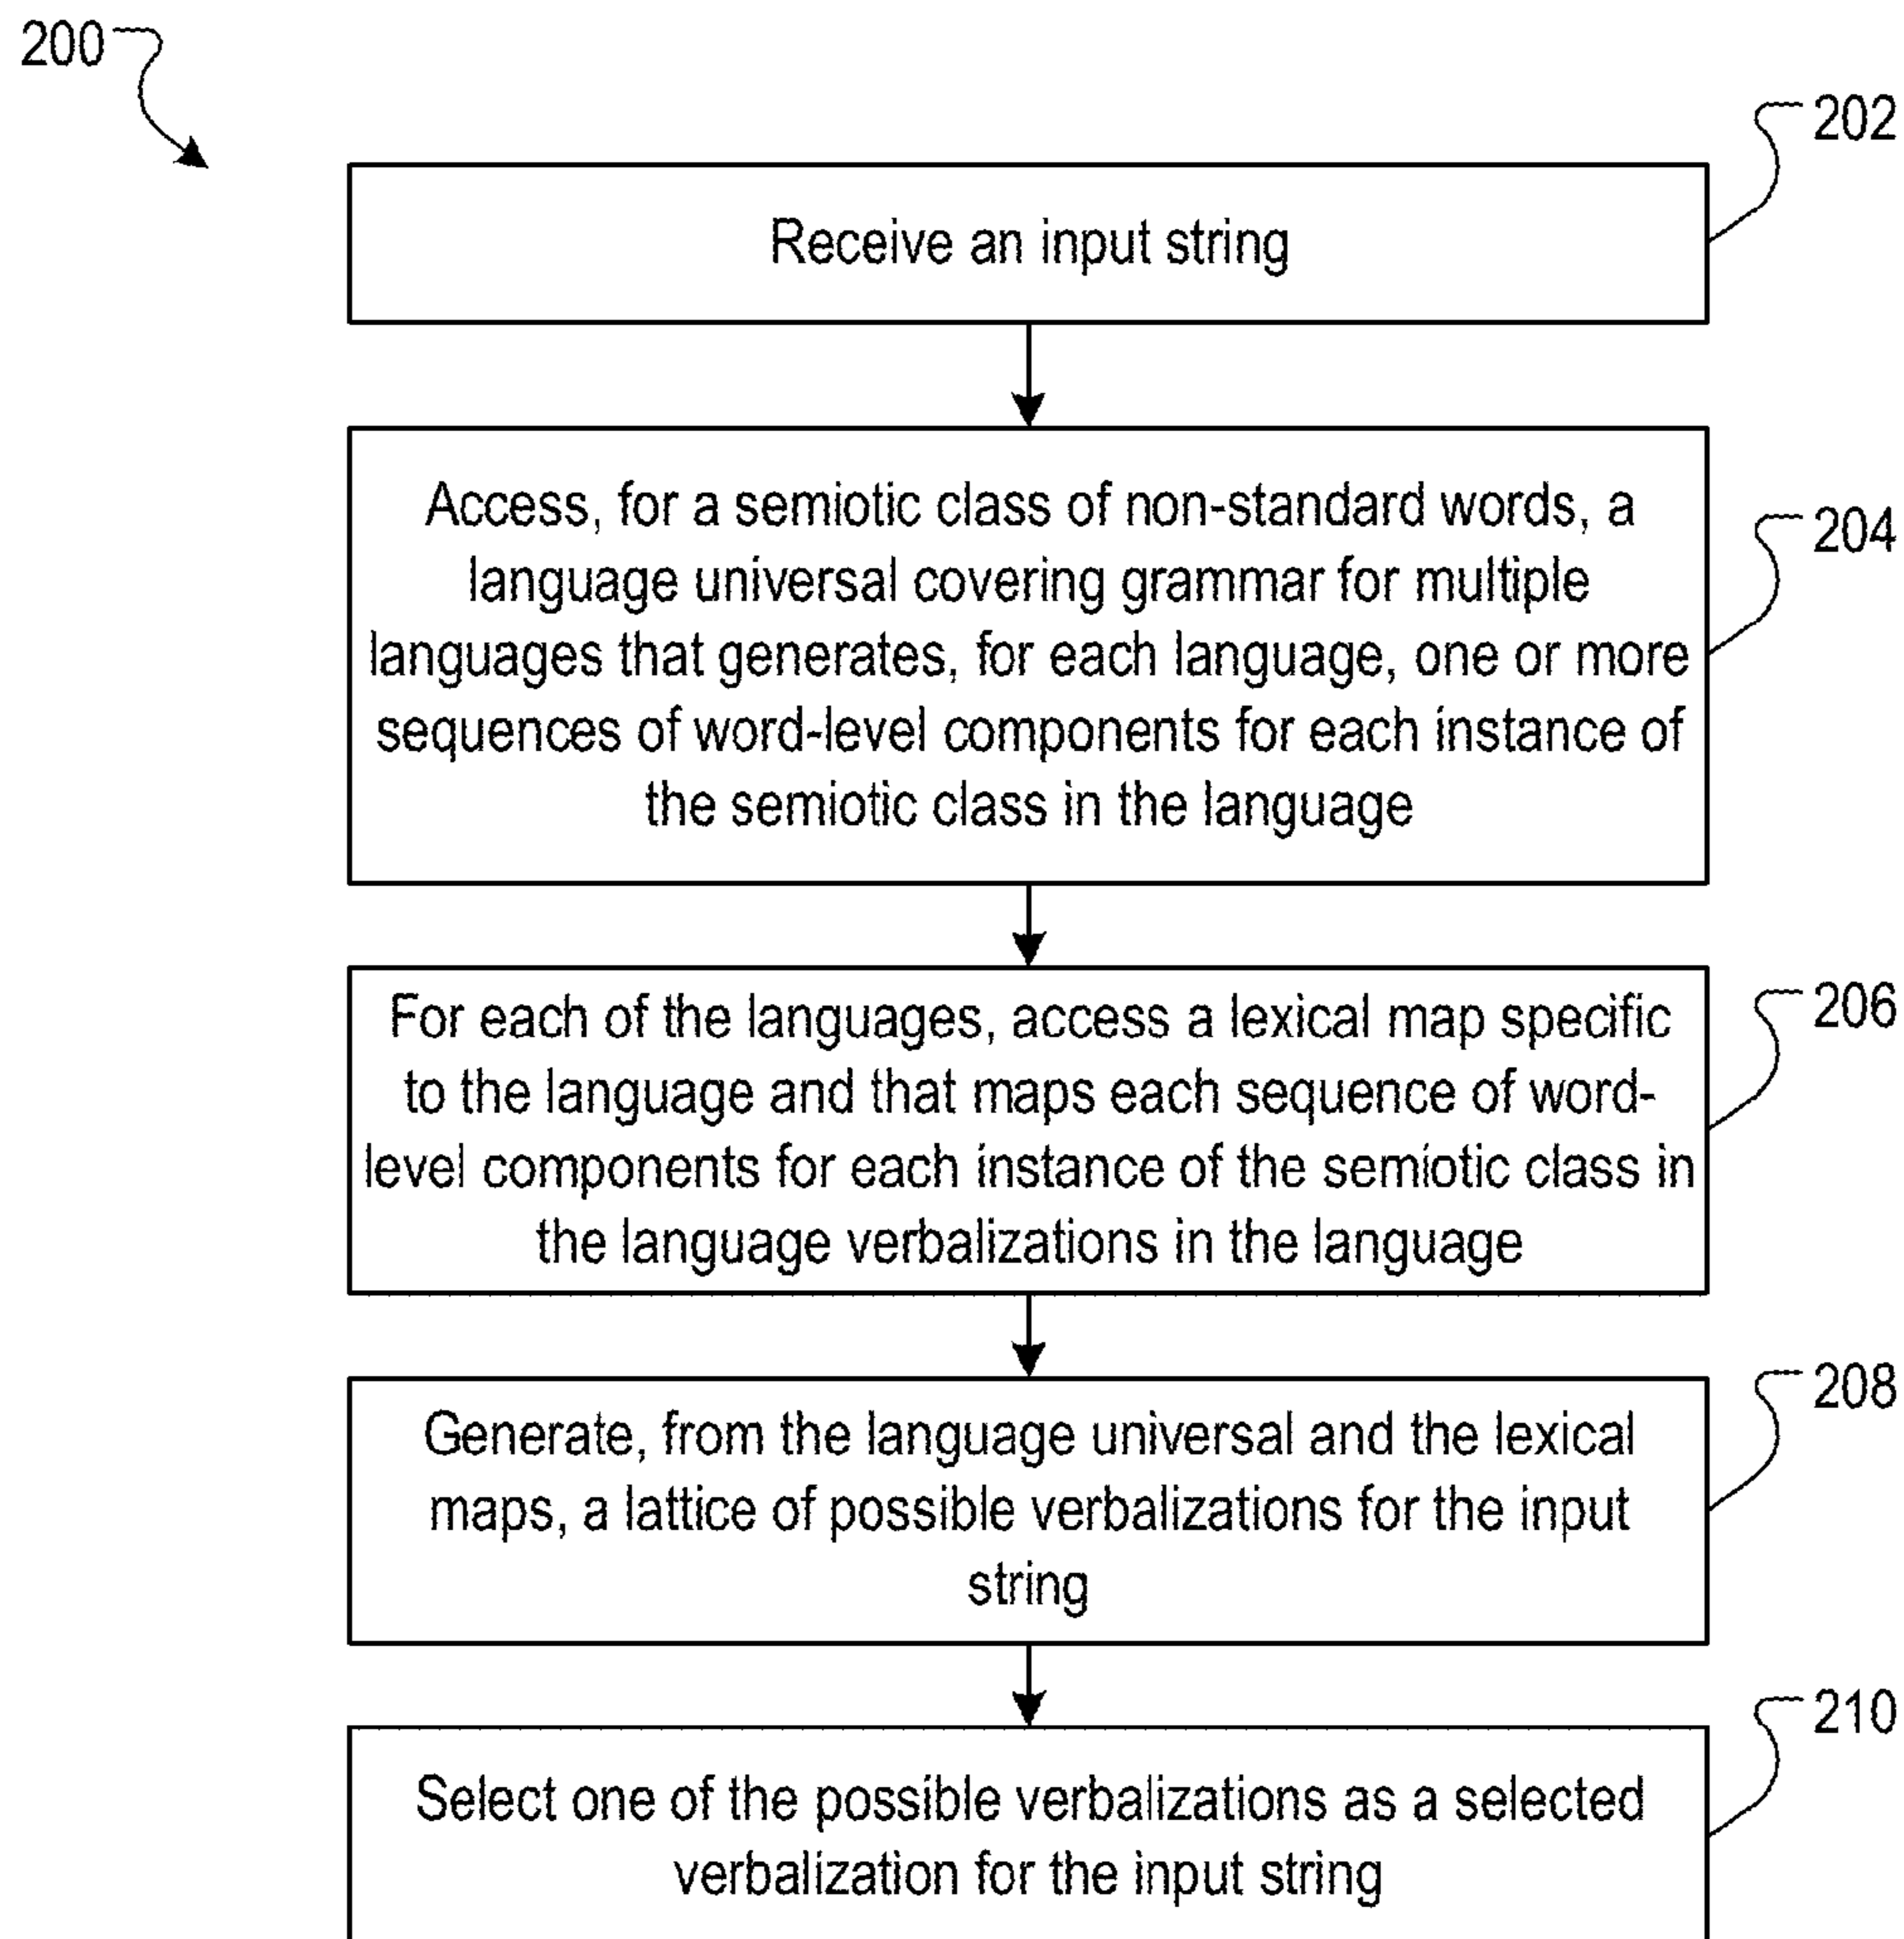 200
202
Receive an input string
204
Access, for a semiotic class of non-standard words, a
language universal covering grammar for multiple
languages that generates, for each language, one or more
sequences of word-level components for each instance of
the semiotic class in the language
206
For each of the languages, access a lexical map specific
to the language and that maps each sequence of word-
level components for each instance of the semiotic class in
the language verbalizations in the language
208
Generate, from the language universal and the lexical
maps, a lattice of possible verbalizations for the input
string
210
Select one of the possible verbalizations as a selected
verbalization for the input string